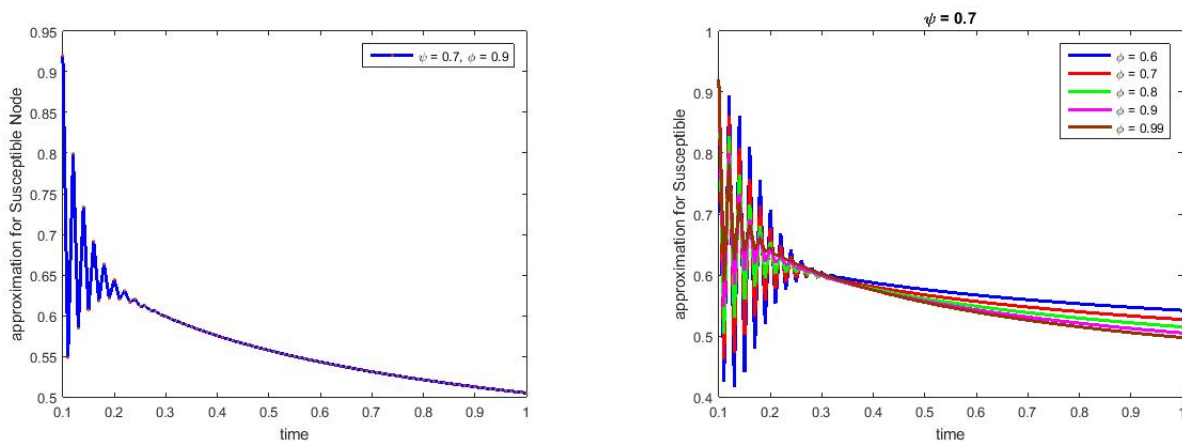 approximation for Susceptible Node
0.95
0.9
0.85
0.8
0.75
0.7
0.65
0.6
0.55
0.5
0.1 0.2 0.3 0.4 0.5 0.6 0.7 0.8 0.9 1
time
ψ = 0.7, ϕ = 0.9
ψ = 0.7
approximation for Susceptible
1
0.9
0.8
0.7
0.6
0.5
0.4
0.1 0.2 0.3 0.4 0.5 0.6 0.7 0.8 0.9 1
time
ϕ = 0.6
ϕ = 0.7
ϕ = 0.8
ϕ = 0.9
ϕ = 0.99